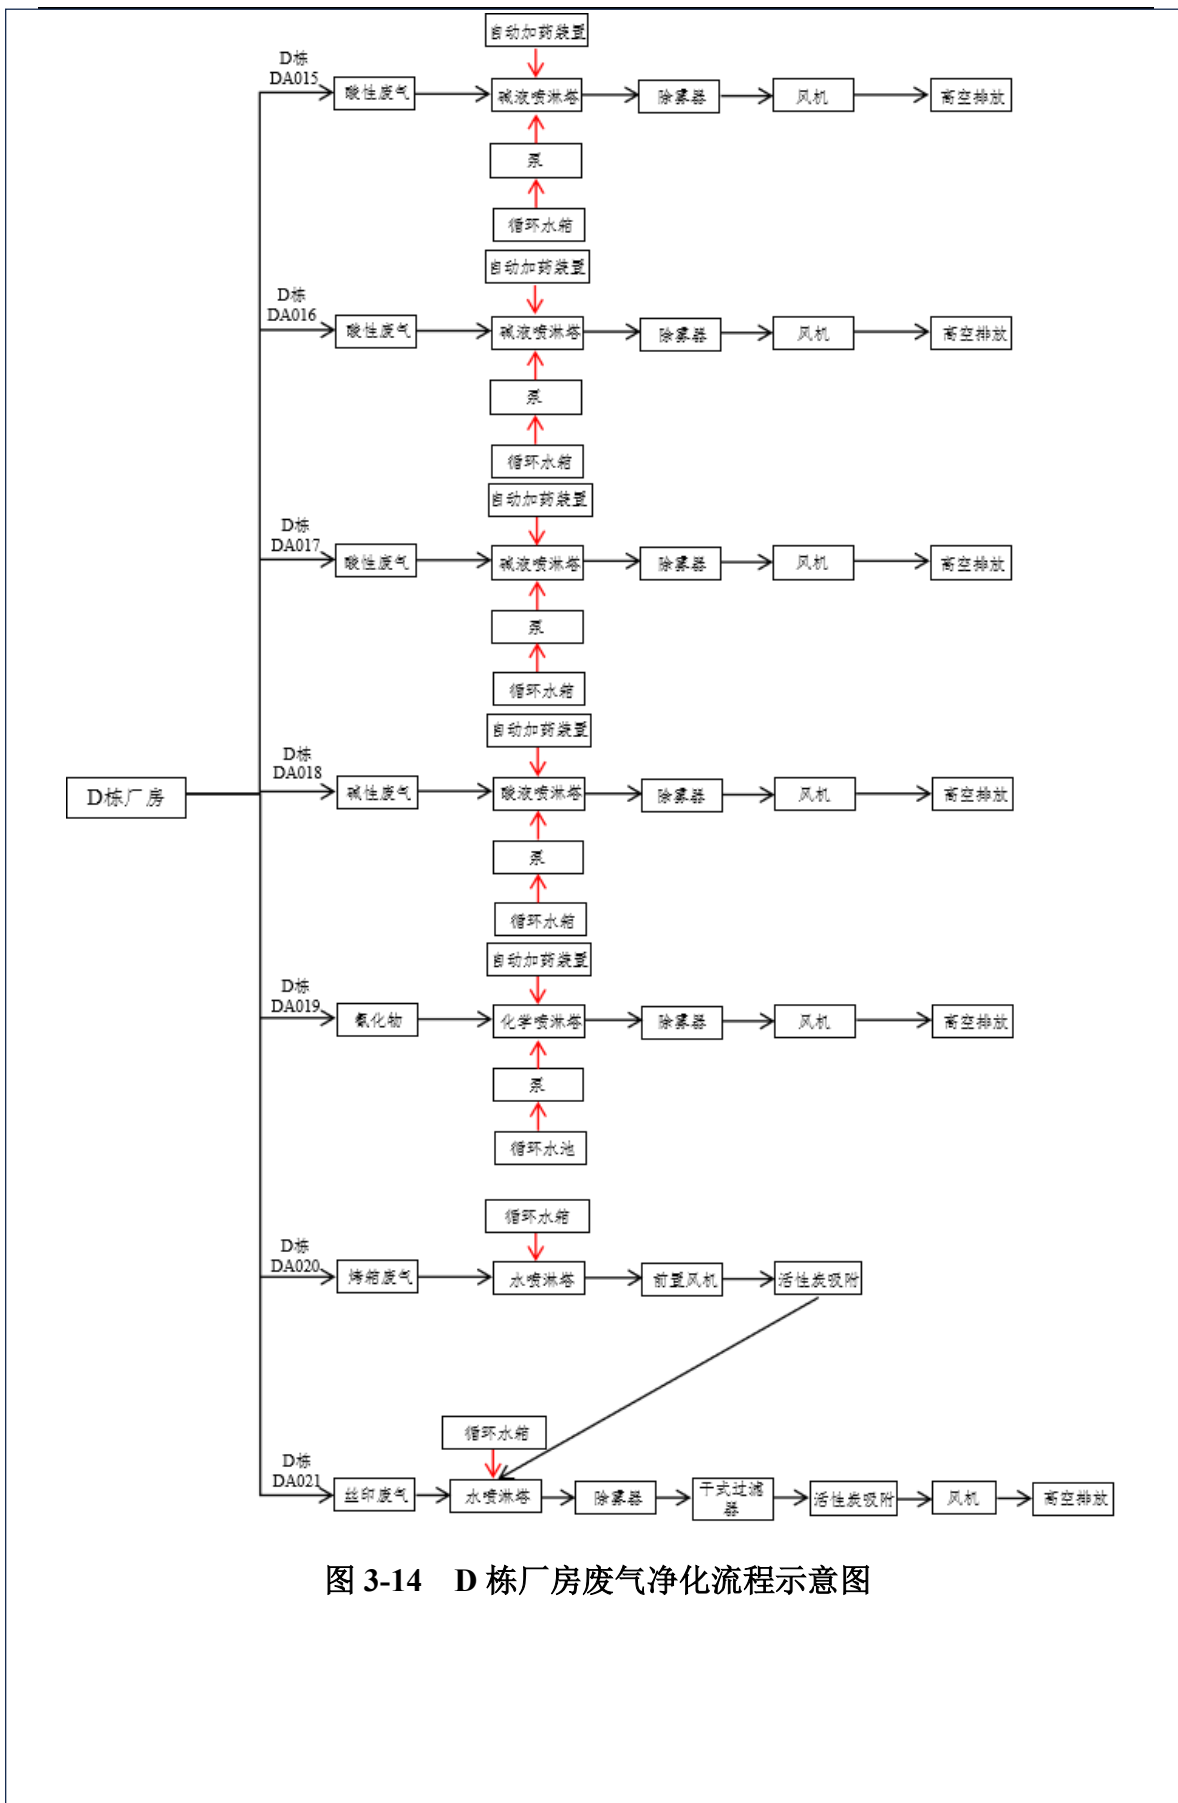 自动加药装置
D栋
DA015
酸性废气
碱液喷淋塔
除雾器
风机
高空排放
泵
循环水箱
自动加药装置
D栋
DA016
酸性废气
碱液喷淋塔
除雾器
风机
高空排放
泵
循环水箱
自动加药装置
D栋
DA017
酸性废气
碱液喷淋塔
除雾器
风机
高空排放
泵
循环水箱
自动加药装置
D栋
DA018
D栋厂房
碱性废气
酸液喷淋塔
除雾器
风机
高空排放
泵
循环水箱
自动加药装置
D栋
DA019
氰化物
化学喷淋塔
除雾器
风机
高空排放
泵
循环水池
循环水箱
D栋
DA020
烤箱废气
水喷淋塔
前置风机
活性炭吸附
循环水箱
D栋
DA021
丝印废气
水喷淋塔
除雾器
干式过滤
器
活性炭吸附
风机
高空排放
图 3-14 D 栋厂房废气净化流程示意图